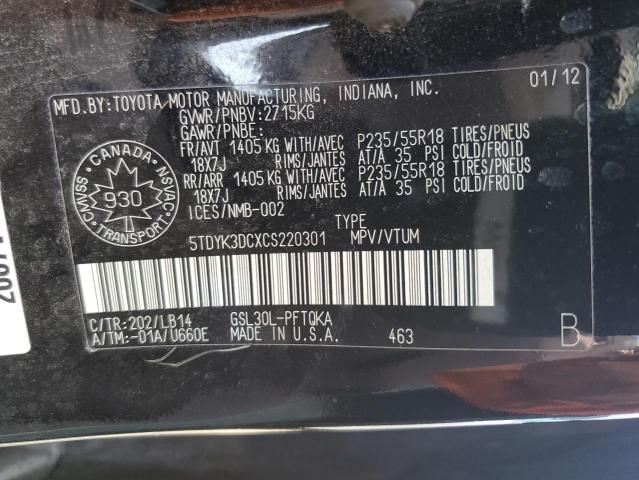 MFD.BY:TOYOTA MOTOR MANUFACTURING, INDIANA, INC. 01/12
GVWR/PNBV:2715KG
GAWR/PNBE:
FR/AVT 1405 KG WITH/AVEC P235/55R18 TIRES/PNEUS
18X7J RIMS/JANTES AT/A 35 PSI COLD/FROID
RR/ARR 1405 KG WITH/AVEC P235/55R18 TIRES/PNEUS
18X7J RIMS/JANTES AT/A 35 PSI COLD/FROID
ICES/NMB-002
CANADA
CMVSS NSVAC
930
TRANSPORT
TYPE
5TDYK3DCXCS220301 MPV/VTUM
C/TR:202/LB14 GSL30L-PFTQKA
A/TM:-01A/U660E MADE IN U.S.A. 463 B